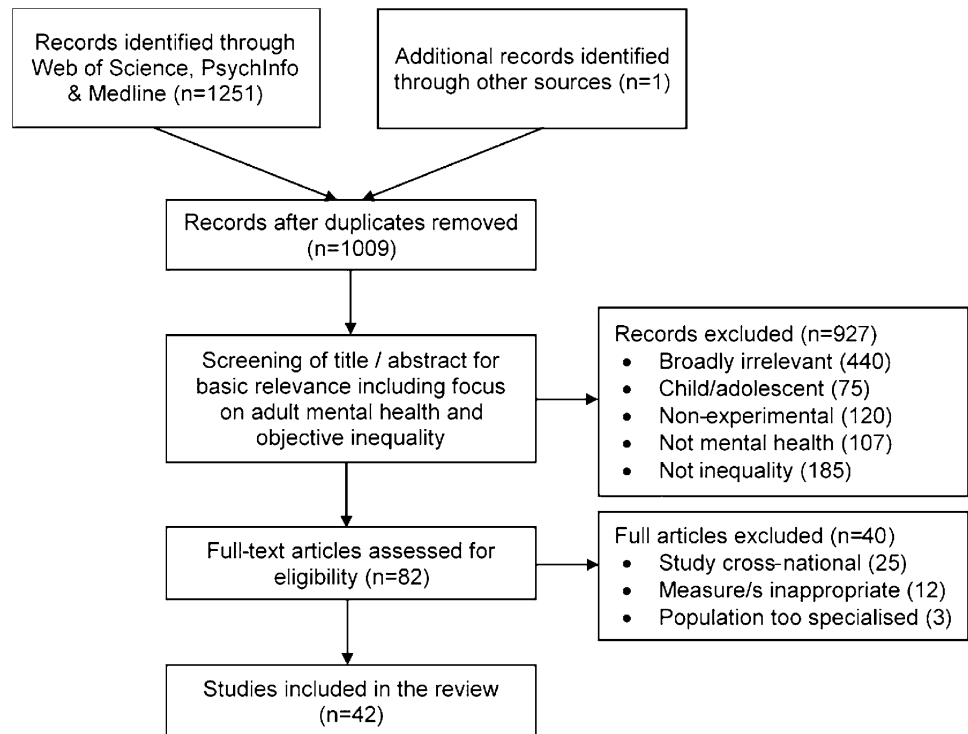 Records identified through
Web of Science, PsychInfo
& Medline (n=1251)
Additional records identified
through other sources (n=1)
Records after duplicates removed
(n=1009)
Screening of title / abstract for
basic relevance including focus
on adult mental health and
objective inequality
Records excluded (n=927)
• Broadly irrelevant (440)
• Child/adolescent (75)
• Non-experimental (120)
• Not mental health (107)
• Not inequality (185)
Full-text articles assessed for
eligibility (n=82)
Full articles excluded (n=40)
• Study cross-national (25)
• Measure/s inappropriate (12)
• Population too specialised (3)
Studies included in the review
(n=42)